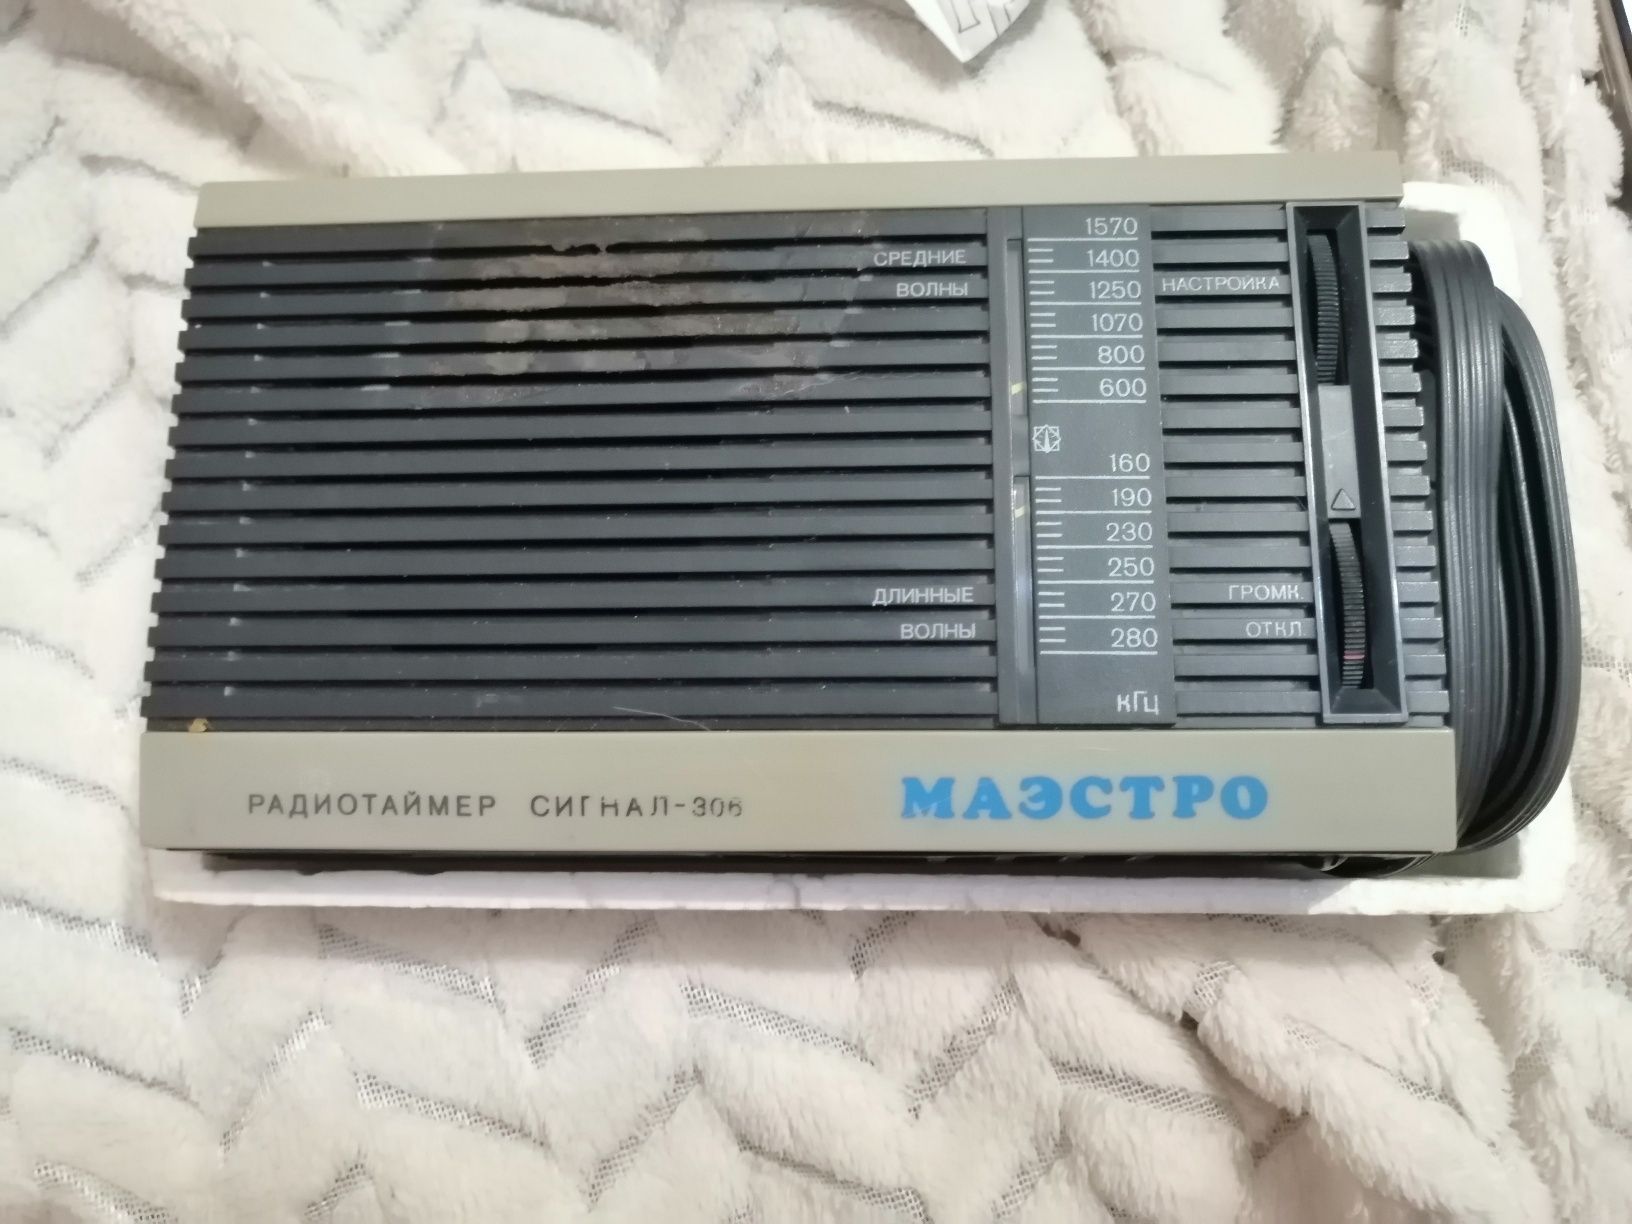 СРЕДНИЕ
ВОЛНЫ
1570
1400
1250
1070
800
600
НАСТРОЙКА
160
190
230
250
270
280
кГц
ДЛИННЫЕ
ВОЛНЫ
ГРОМК.
ОТКЛ.
РАДИОТАЙМЕР СИГНАЛ-306
МАЭСТРО